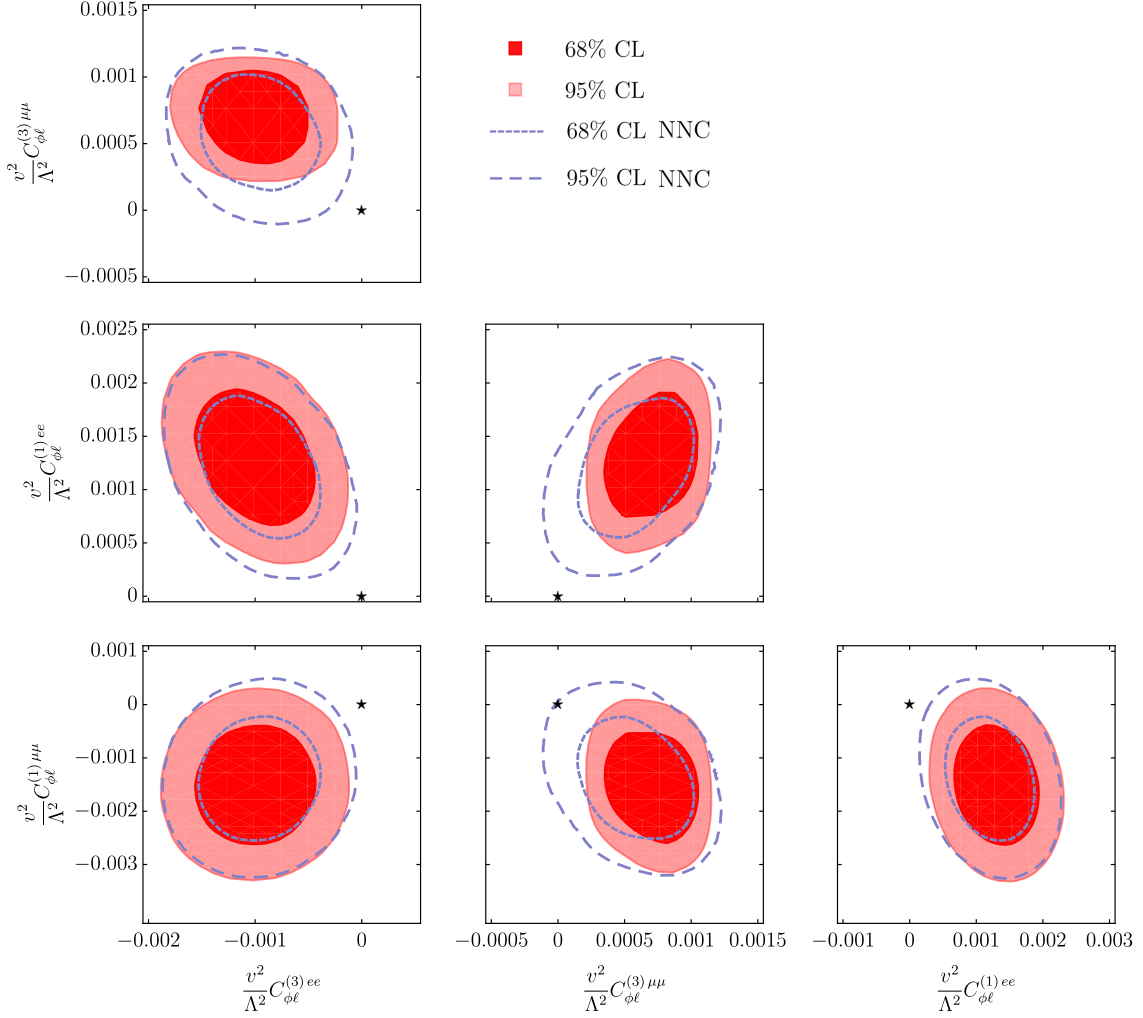 0.0015
0.001
0.0005
0
−0.0005
v²/Λ² C_{ϕℓ}^{(3) μμ}
68% CL
95% CL
68% CL NNC
95% CL NNC
0.0025
0.002
0.0015
0.001
0.0005
0
v²/Λ² C_{ϕℓ}^{(1) ee}
0.001
0
−0.001
−0.002
−0.003
v²/Λ² C_{ϕℓ}^{(1) μμ}
−0.002 −0.001 0
−0.0005 0 0.0005 0.001 0.0015
−0.001 0 0.001 0.002 0.003
v²/Λ² C_{ϕℓ}^{(3) ee}
v²/Λ² C_{ϕℓ}^{(3) μμ}
v²/Λ² C_{ϕℓ}^{(1) ee}